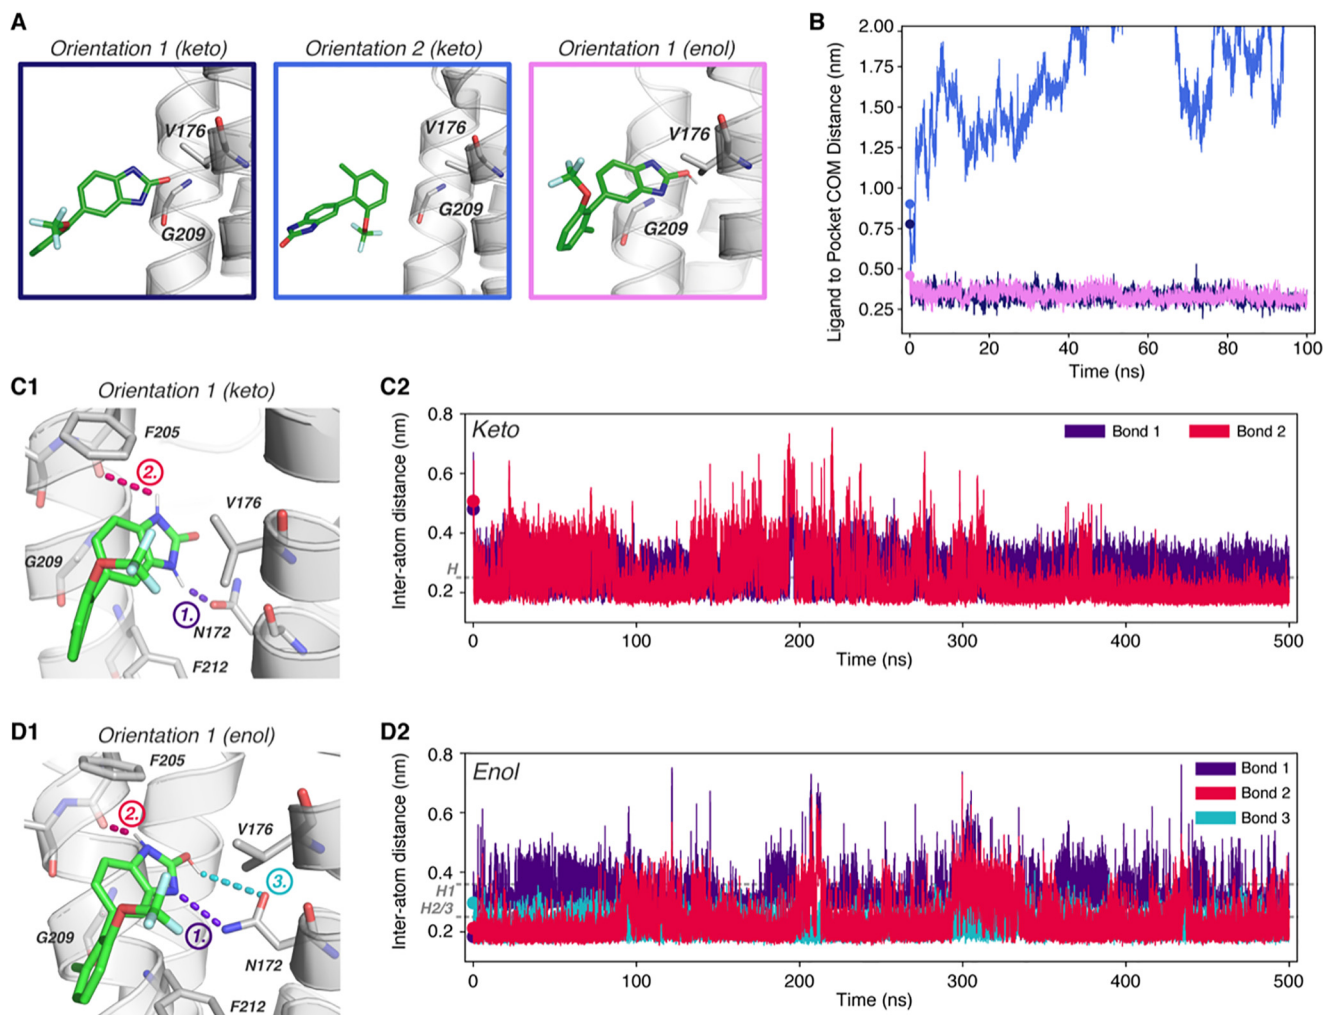 A
Orientation 1 (keto)
Orientation 2 (keto)
Orientation 1 (enol)
V176
G209
V176
G209
V176
G209
B
Ligand to Pocket COM Distance (nm)
2.00
1.75
1.50
1.25
1.00
0.75
0.50
0.25
0 20 40 60 80 100
Time (ns)
C1
Orientation 1 (keto)
F205
2.
V176
G209
1.
N172
F212
C2
Keto
Bond 1
Bond 2
Inter-atom distance (nm)
0.8
0.6
0.4
H
0.2
0 100 200 300 400 500
Time (ns)
D1
Orientation 1 (enol)
F205
2.
V176
3.
G209
1.
N172
F212
D2
Enol
Bond 1
Bond 2
Bond 3
Inter-atom distance (nm)
0.8
0.6
0.4
H1
H2/3
0.2
0 100 200 300 400 500
Time (ns)